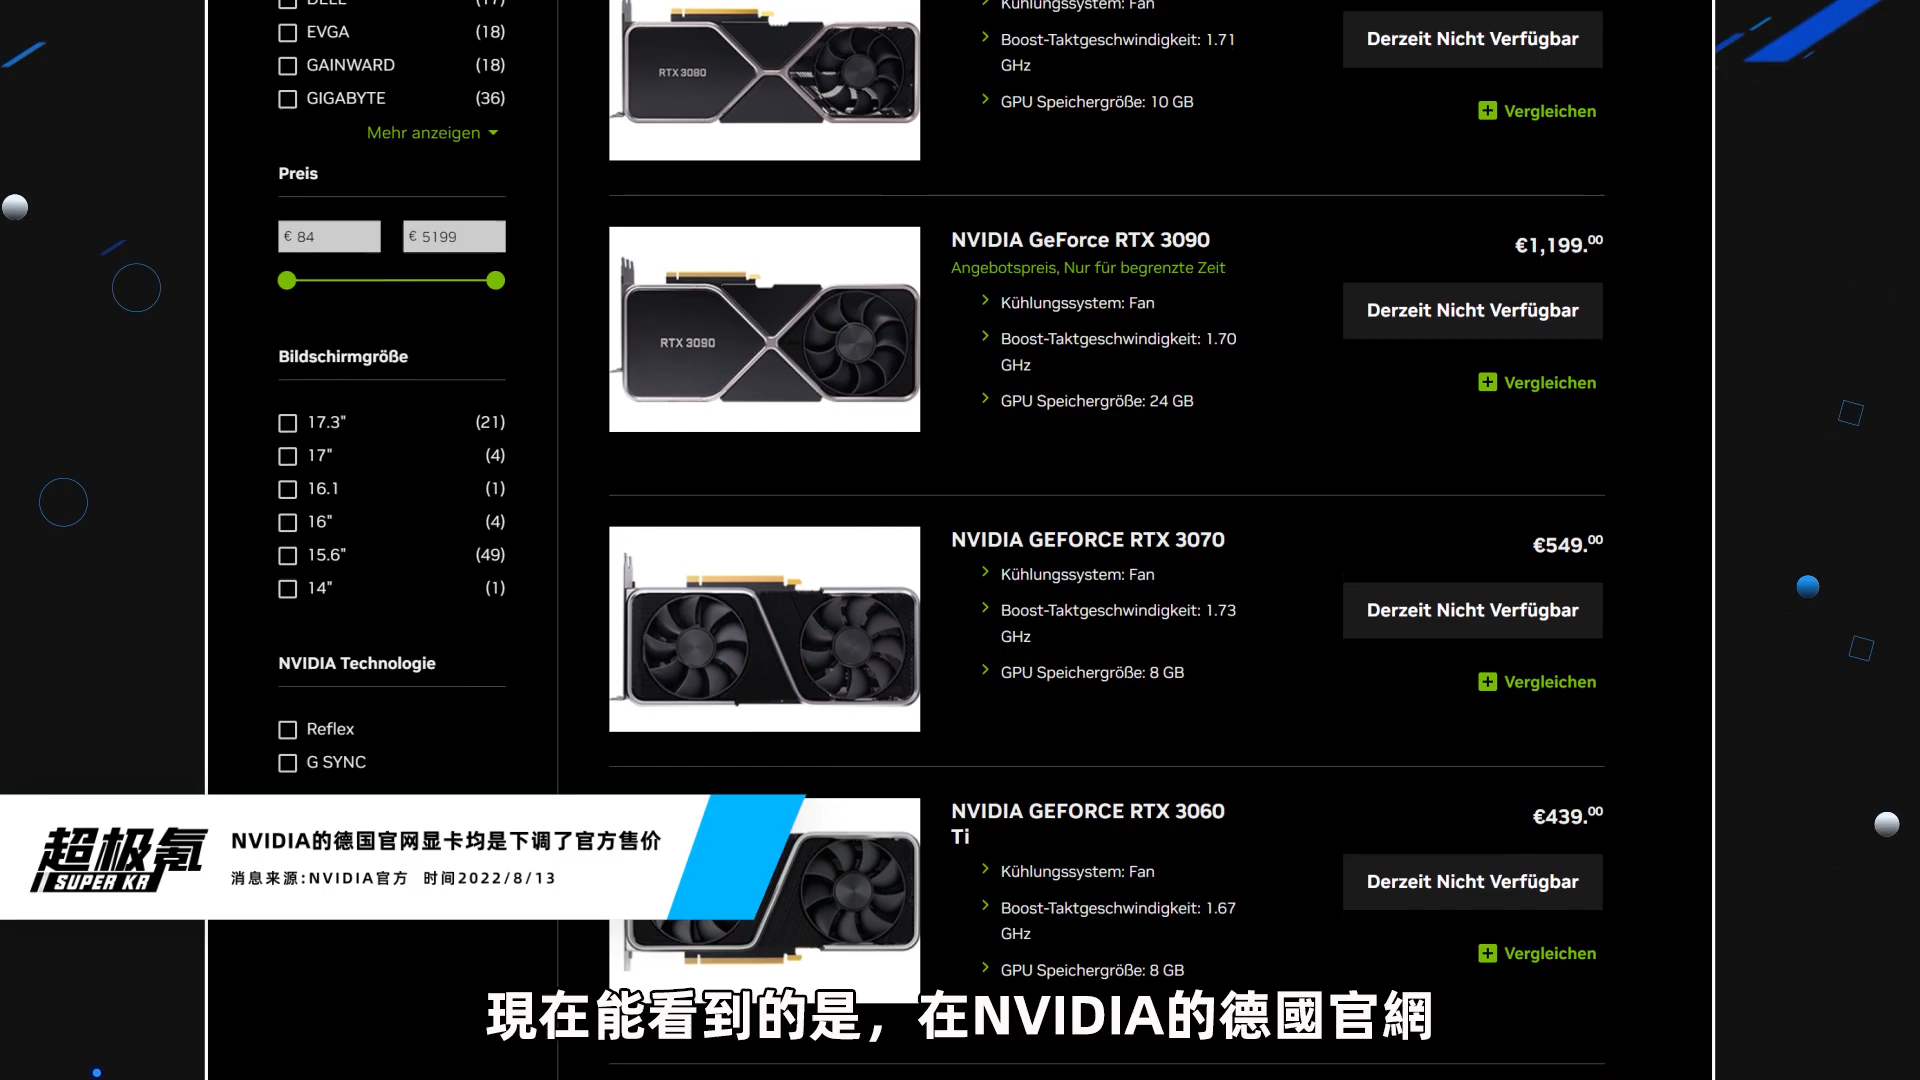 DELL (17)
EVGA (18)
GAINWARD (18)
GIGABYTE (36)
Mehr anzeigen
Preis
€ 84 € 5199
Bildschirmgröße
17.3" (21)
17" (4)
16.1 (1)
16" (4)
15.6" (49)
14" (1)
NVIDIA Technologie
Reflex
G SYNC
RTX 3080
Kühlungssystem: Fan
Boost-Taktgeschwindigkeit: 1.71
GHz
GPU Speichergröße: 10 GB
Derzeit Nicht Verfügbar
Vergleichen
RTX 3090
NVIDIA GeForce RTX 3090
Angebotspreis, Nur für begrenzte Zeit
Kühlungssystem: Fan
Boost-Taktgeschwindigkeit: 1.70
GHz
GPU Speichergröße: 24 GB
€1,199.00
Derzeit Nicht Verfügbar
Vergleichen
NVIDIA GEFORCE RTX 3070
Kühlungssystem: Fan
Boost-Taktgeschwindigkeit: 1.73
GHz
GPU Speichergröße: 8 GB
€549.00
Derzeit Nicht Verfügbar
Vergleichen
NVIDIA GEFORCE RTX 3060
Ti
Kühlungssystem: Fan
Boost-Taktgeschwindigkeit: 1.67
GHz
GPU Speichergröße: 8 GB
€439.00
Derzeit Nicht Verfügbar
Vergleichen
超极氪
SUPER KR
NVIDIA的德国官网显卡均是下调了官方售价
消息来源:NVIDIA官方 时间2022/8/13
現在能看到的是，在NVIDIA的德國官網